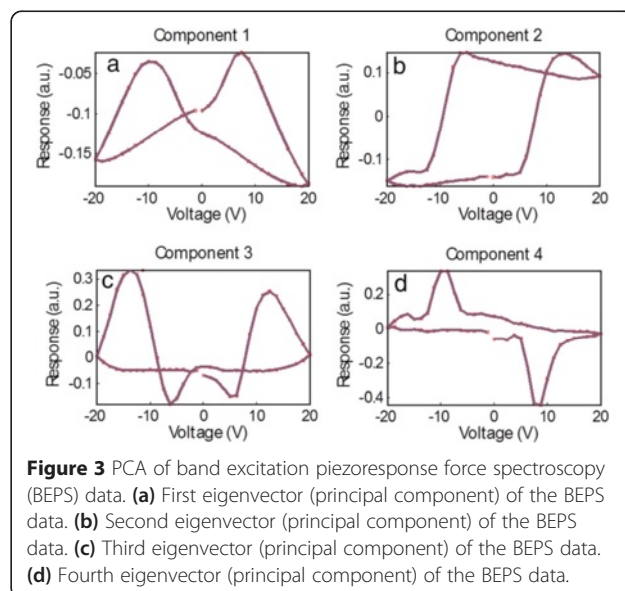 Component 1
a
Response (a.u.)
-0.05
-0.1
-0.15
-20 -10 0 10 20
Voltage (V)
Component 2
b
Response (a.u.)
0.1
0
-0.1
-20 -10 0 10 20
Voltage (V)
Component 3
c
Response (a.u.)
0.3
0.2
0.1
0
-0.1
-20 -10 0 10 20
Voltage (V)
Component 4
d
Response (a.u.)
0.2
0
-0.2
-0.4
-20 -10 0 10 20
Voltage (V)
Figure 3 PCA of band excitation piezoresponse force spectroscopy
(BEPS) data. (a) First eigenvector (principal component) of the BEPS
data. (b) Second eigenvector (principal component) of the BEPS
data. (c) Third eigenvector (principal component) of the BEPS data.
(d) Fourth eigenvector (principal component) of the BEPS data.